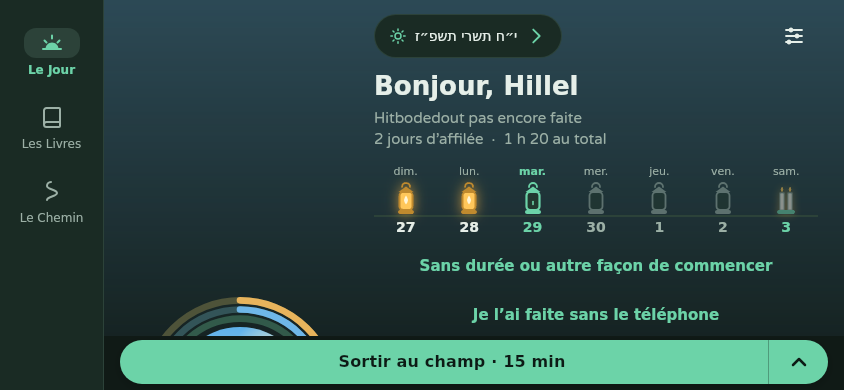 Le Jour
Les Livres
Le Chemin
י״ח תשרי תשפ״ז
Bonjour, Hillel
Hitbodedout pas encore faite
2 jours d’affilée · 1 h 20 au total
dim. lun. mar. mer. jeu. ven. sam.
27 28 29 30 1 2 3
Sans durée ou autre façon de commencer
Je l’ai faite sans le téléphone
Sortir au champ · 15 min